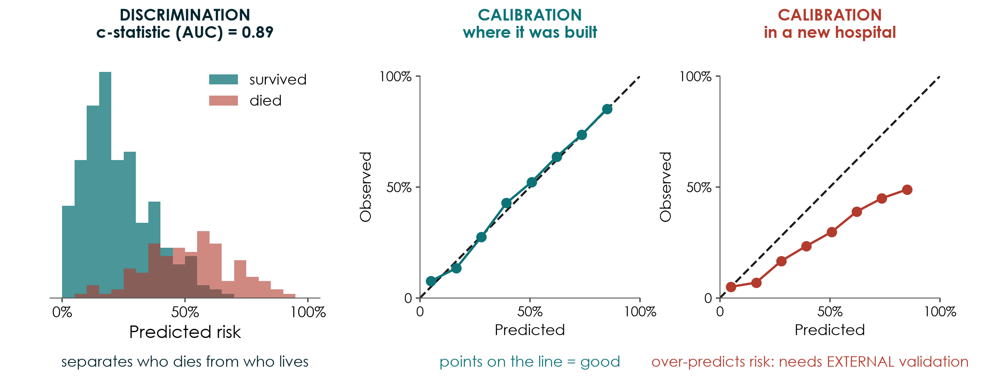 DISCRIMINATION
c-statistic (AUC) = 0.89
survived
died
0%
50%
100%
Predicted risk
separates who dies from who lives
CALIBRATION
where it was built
100%
50%
0
Observed
0
50%
100%
Predicted
points on the line = good
CALIBRATION
in a new hospital
100%
50%
0
Observed
0
50%
100%
Predicted
over-predicts risk: needs EXTERNAL validation